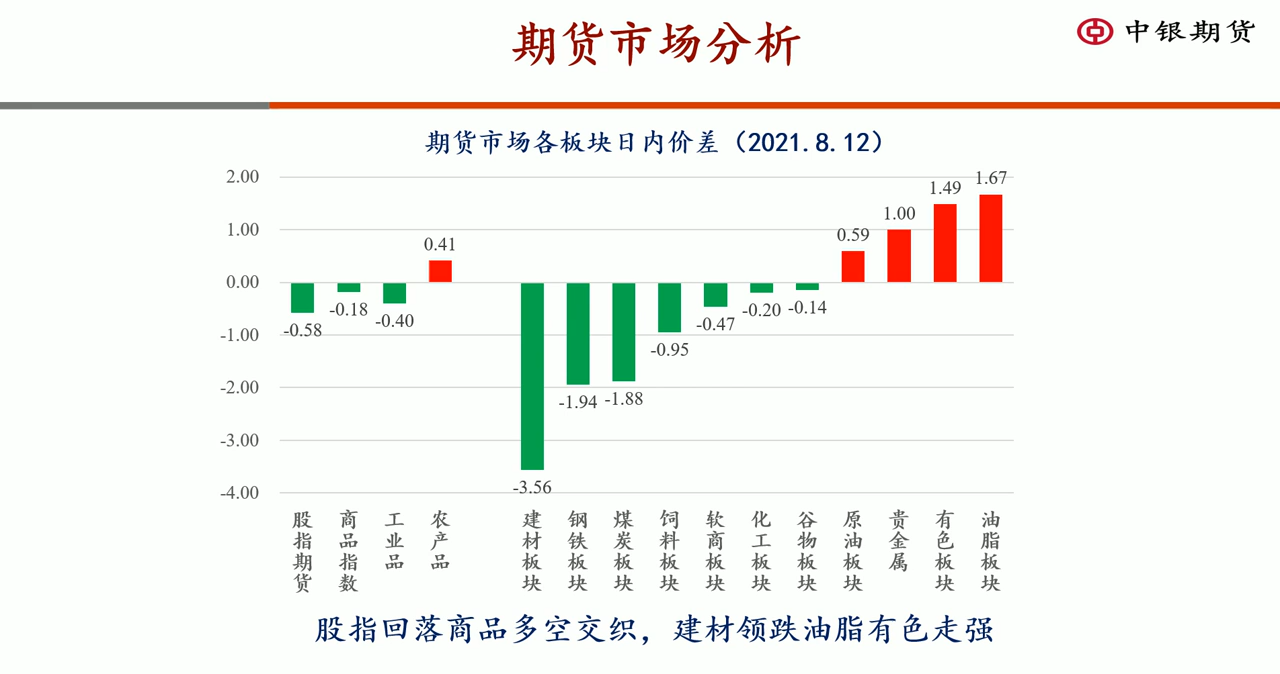 期货市场分析
中银期货
期货市场各板块日内价差（2021.8.12）
2.00
1.00
0.00
-1.00
-2.00
-3.00
-4.00
-0.58
-0.18
-0.40
0.41
-3.56
-1.94
-1.88
-0.95
-0.47
-0.20
-0.14
0.59
1.00
1.49
1.67
股指期货
商品指数
工业品
农产品
建材板块
钢铁板块
煤炭板块
饲料板块
软商板块
化工板块
谷物板块
原油板块
贵金属
有色板块
油脂板块
股指回落商品多空交织，建材领跌油脂有色走强